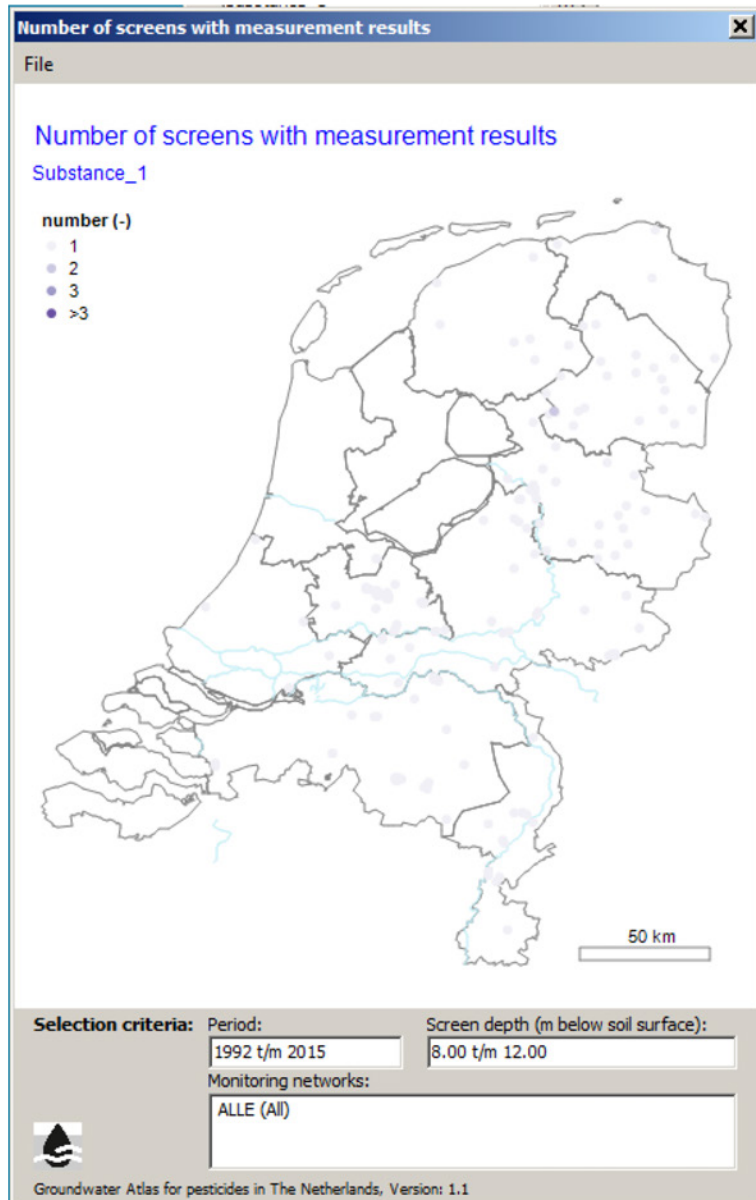 Number of screens with measurement results
File
Number of screens with measurement results
Substance_1
number (-)
1
2
3
>3
50 km
Selection criteria:
Period:
Screen depth (m below soil surface):
1992 t/m 2015
8.00 t/m 12.00
Monitoring networks:
ALLE (All)
Groundwater Atlas for pesticides in The Netherlands, Version: 1.1